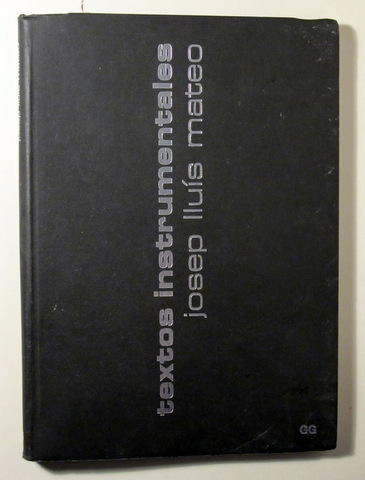 textos instrumentales
josep lluís mateo
GG